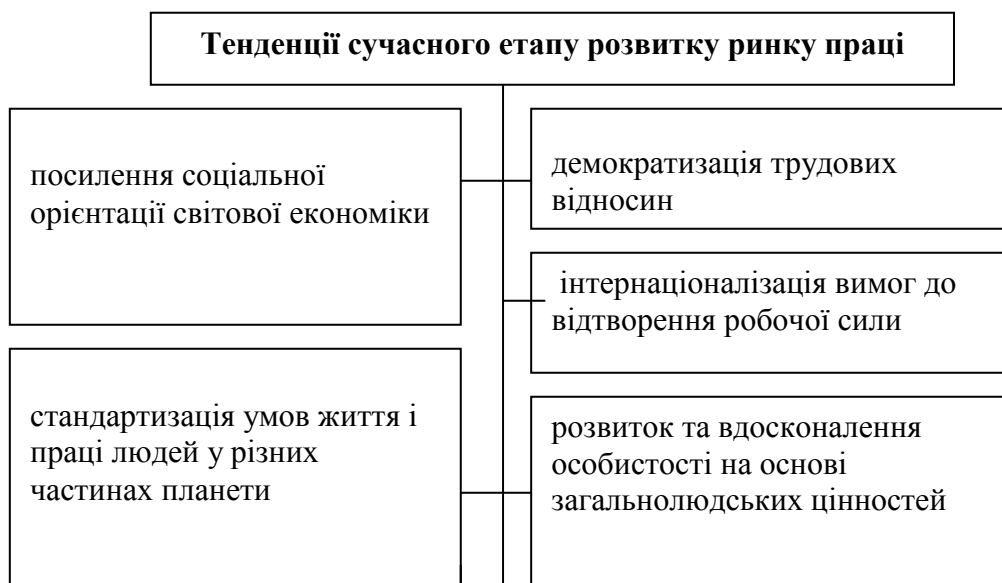 Тенденції сучасного етапу розвитку ринку праці
посилення соціальної
орієнтації світової економіки
демократизація трудових
відносин
інтернаціоналізація вимог до
відтворення робочої сили
стандартизація умов життя і
праці людей у різних
частинах планети
розвиток та вдосконалення
особистості на основі
загальнолюдських цінностей